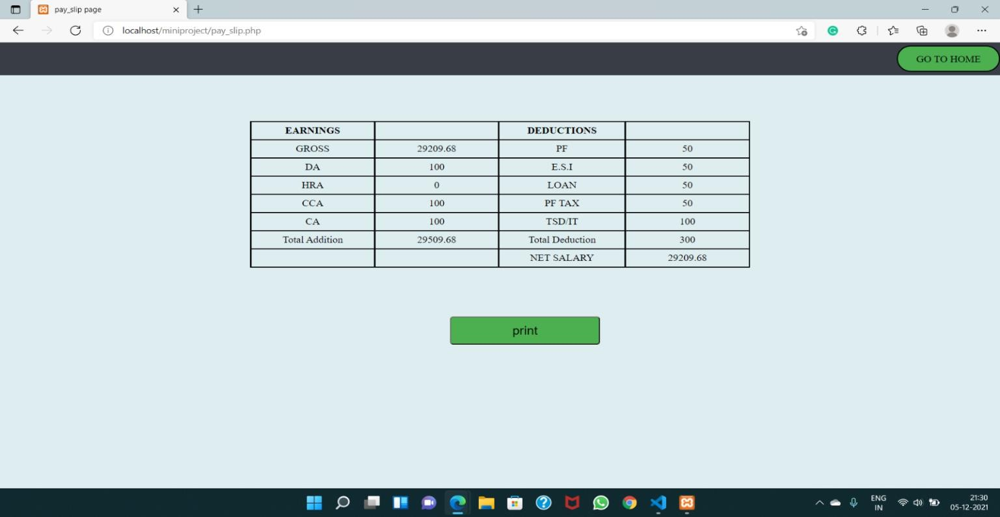 pay_slip page
localhost/miniproject/pay_slip.php
GO TO HOME
EARNINGS DEDUCTIONS
GROSS 29209.68 PF 50
DA 100 E.S.I 50
HRA 0 LOAN 50
CCA 100 PF TAX 50
CA 100 TSD/IT 100
Total Addition 29509.68 Total Deduction 300
NET SALARY 29209.68
print
ENG 21:30
IN 05-12-2021